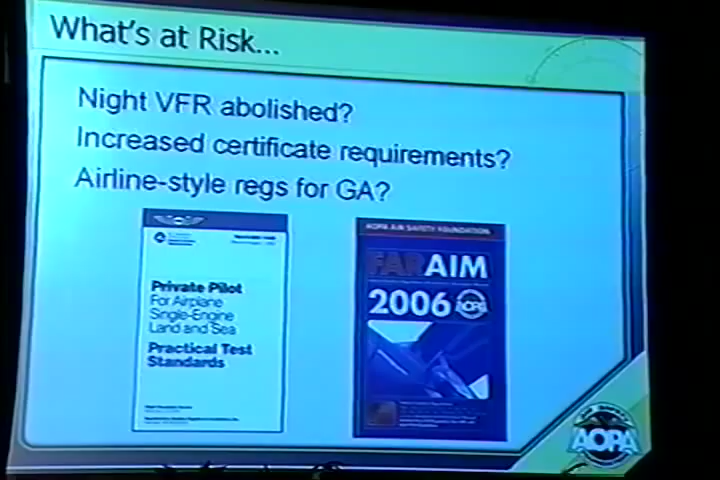 What's at Risk...
Night VFR abolished?
Increased certificate requirements?
Airline-style regs for GA?
Private Pilot
For Airplane
Single-Engine
Land and Sea
Practical Test
Standards
AOPA AIR SAFETY FOUNDATION
FAR AIM
2006
AOPA
AOPA